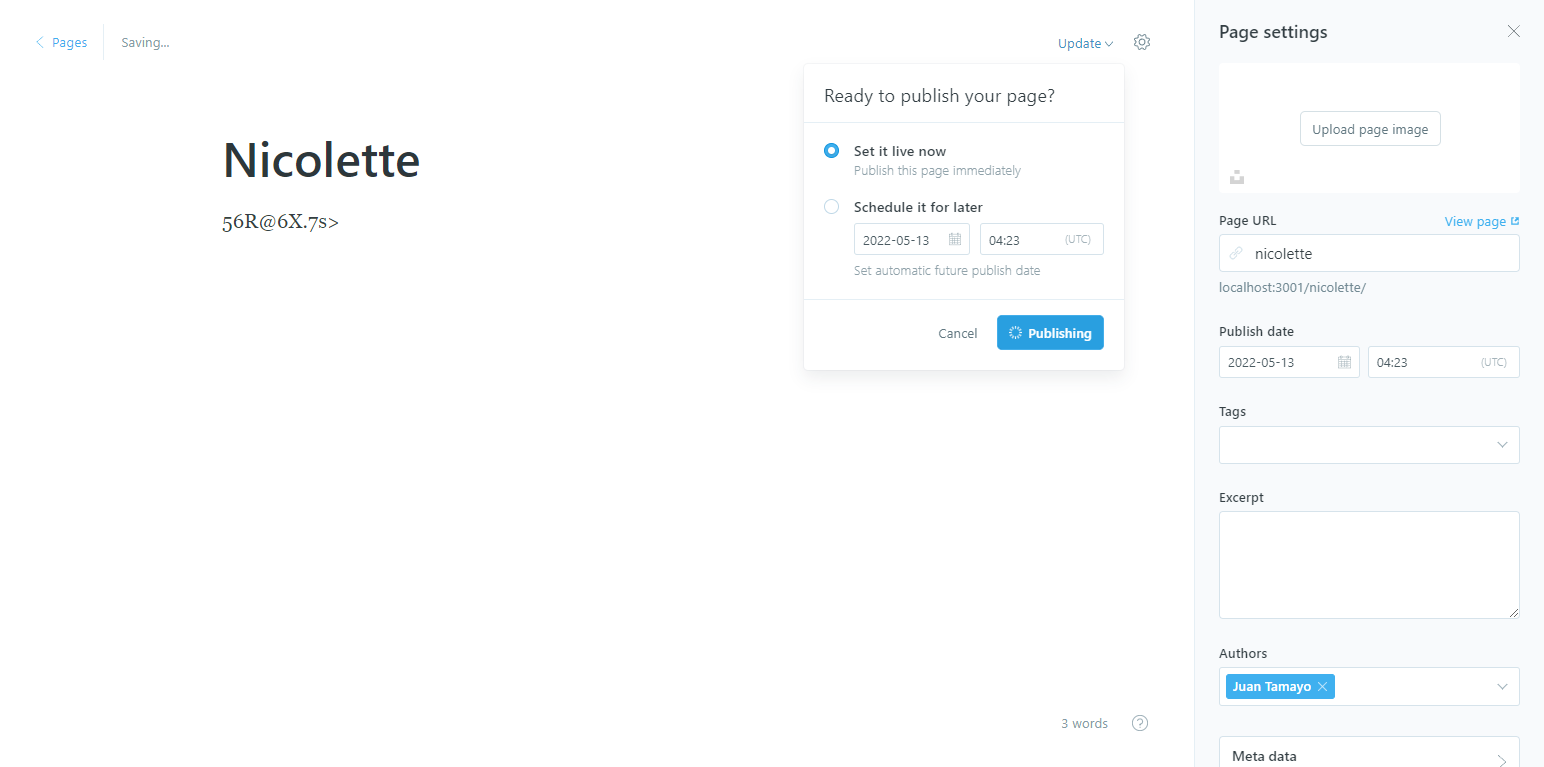 Pages
Saving...
Update
Ready to publish your page?
Set it live now
Publish this page immediately
Schedule it for later
2022-05-13
04:23 (UTC)
Set automatic future publish date
Cancel
Publishing
Nicolette
56R@6X.7s>
3 words
?
Page settings
Upload page image
Page URL
View page
nicolette
localhost:3001/nicolette/
Publish date
2022-05-13
04:23 (UTC)
Tags
Excerpt
Authors
Juan Tamayo
Meta data